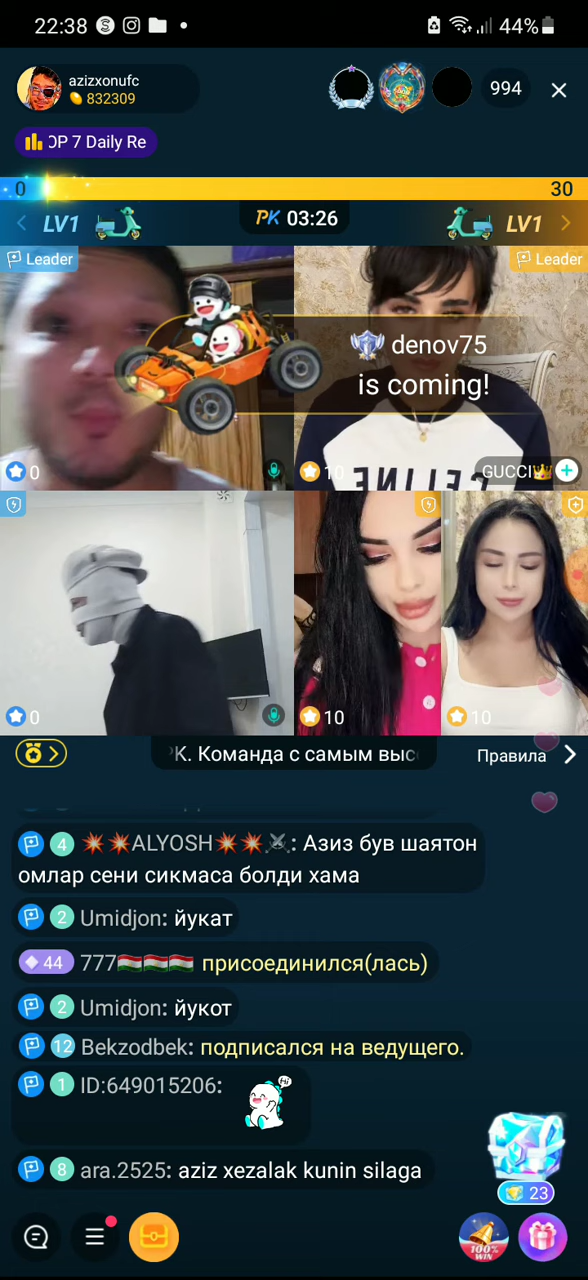 22:38
44%
azizxonufc
832309
994
OP 7 Daily Re
0
30
LV1
PK 03:26
LV1
Leader
Leader
denov75
is coming!
0
10
GUCCI
CELINE
0
10
10
К. Команда с самым выс
Правила
4 💥💥ALYOSH💥💥⚔: Азиз був шаятон
омлар сени сикмаса болди хама
2 Umidjon: йукат
44 777🇭🇺🇭🇺🇭🇺 присоединился(лась)
2 Umidjon: йукот
12 Bekzodbek: подписался на ведущего.
1 ID:649015206:
Hi
8 ara.2525: aziz xezalak kunin silaga
23
100%
WIN